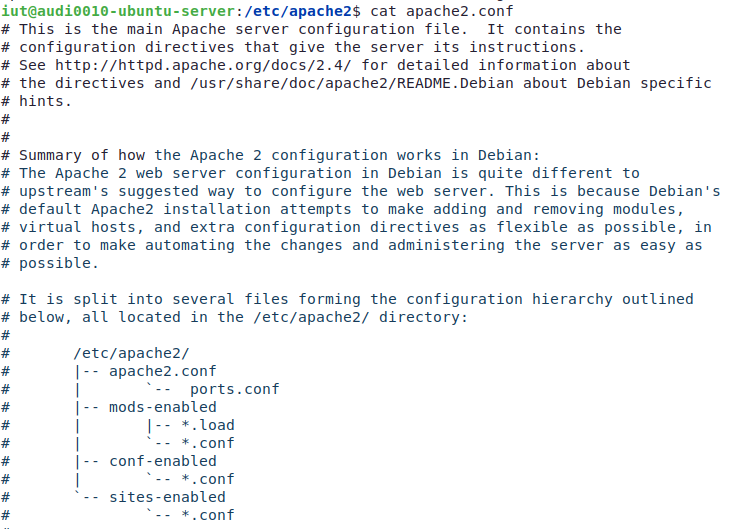 iut@audi0010-ubuntu-server:/etc/apache2$ cat apache2.conf
# This is the main Apache server configuration file.  It contains the
# configuration directives that give the server its instructions.
# See http://httpd.apache.org/docs/2.4/ for detailed information about
# the directives and /usr/share/doc/apache2/README.Debian about Debian specific
# hints.
#
#
# Summary of how the Apache 2 configuration works in Debian:
# The Apache 2 web server configuration in Debian is quite different to
# upstream's suggested way to configure the web server. This is because Debian's
# default Apache2 installation attempts to make adding and removing modules,
# virtual hosts, and extra configuration directives as flexible as possible, in
# order to make automating the changes and administering the server as easy as
# possible.

# It is split into several files forming the configuration hierarchy outlined
# below, all located in the /etc/apache2/ directory:
#
#       /etc/apache2/
#       |-- apache2.conf
#       |       `--  ports.conf
#       |-- mods-enabled
#       |       |-- *.load
#       |       `-- *.conf
#       |-- conf-enabled
#       |       `-- *.conf
#       `-- sites-enabled
#               `-- *.conf
#